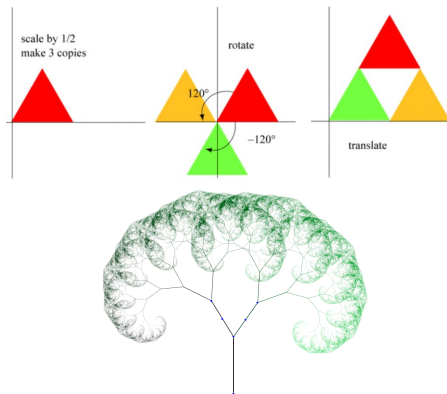 scale by 1/2
make 3 copies
rotate
120°
–120°
translate